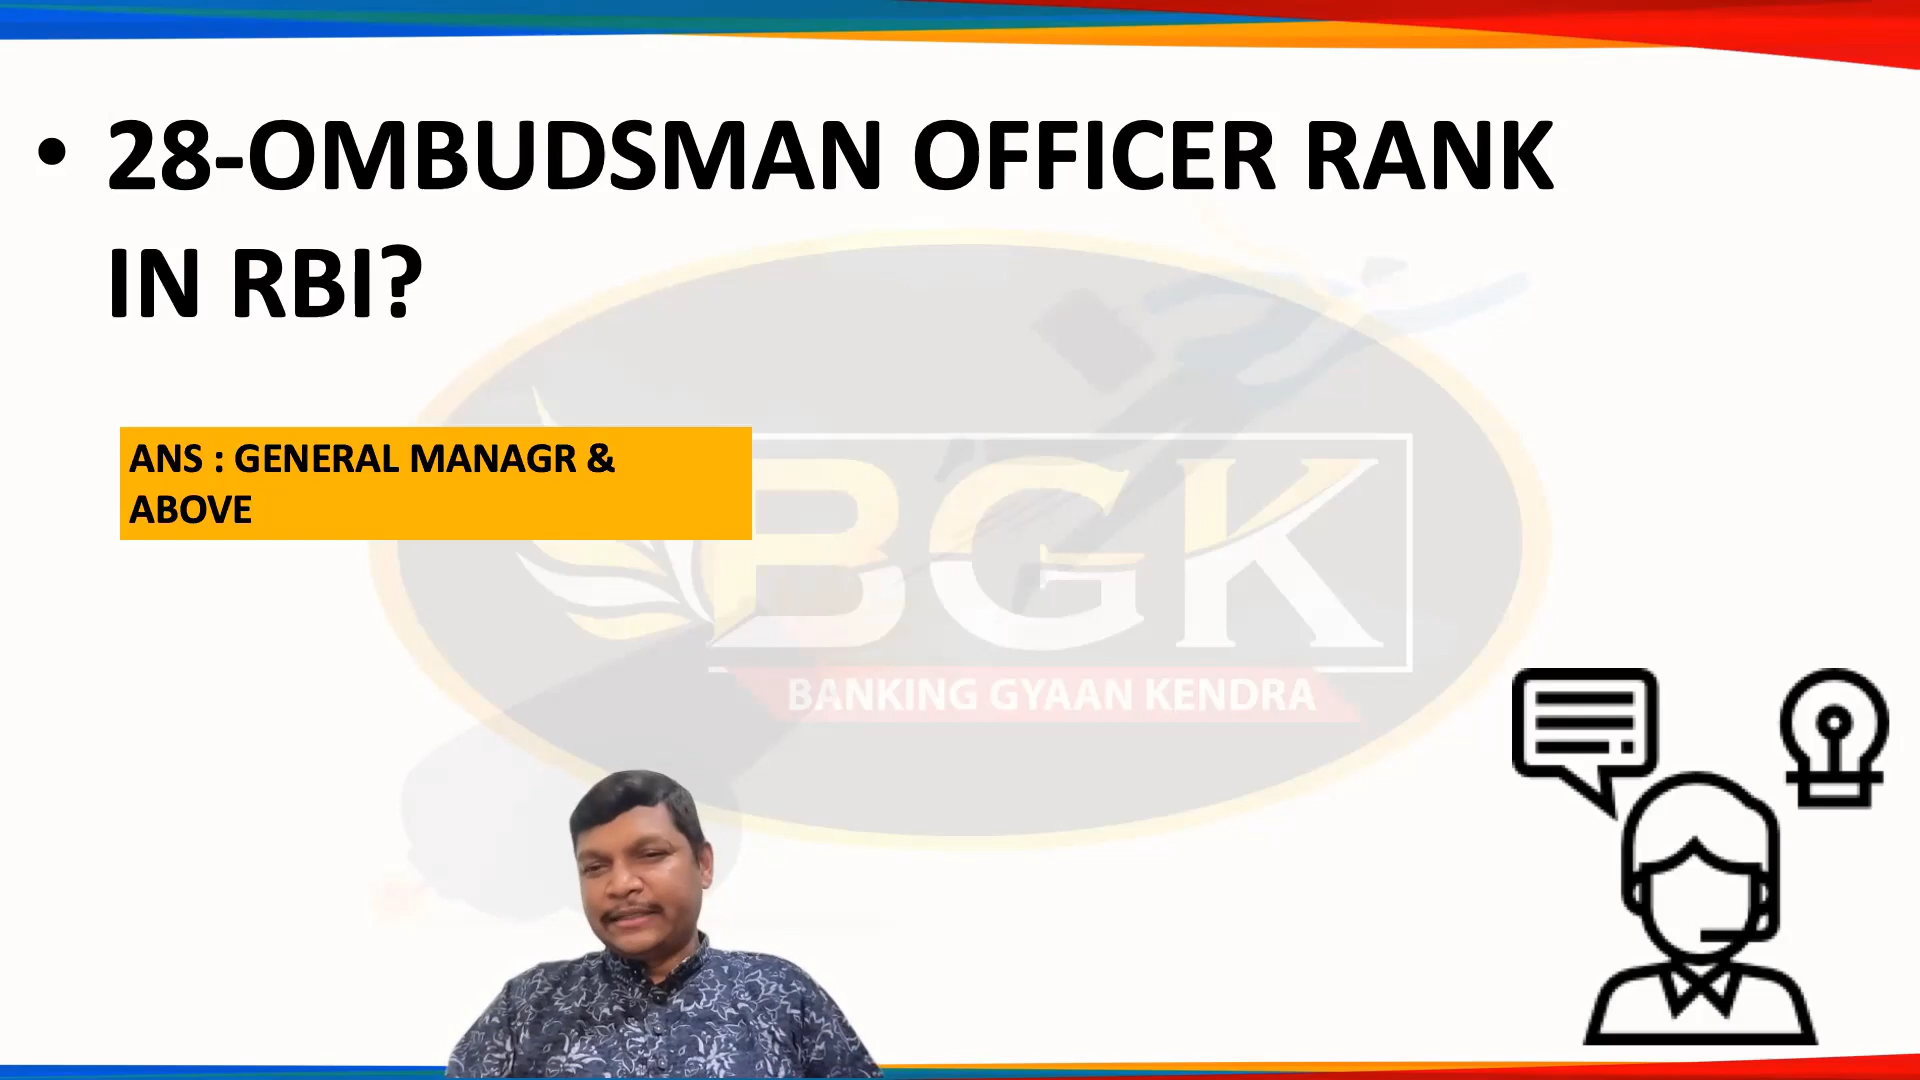 • 28-OMBUDSMAN OFFICER RANK
IN RBI?
ANS : GENERAL MANAGR &
ABOVE
BGK
BANKING GYAAN KENDRA